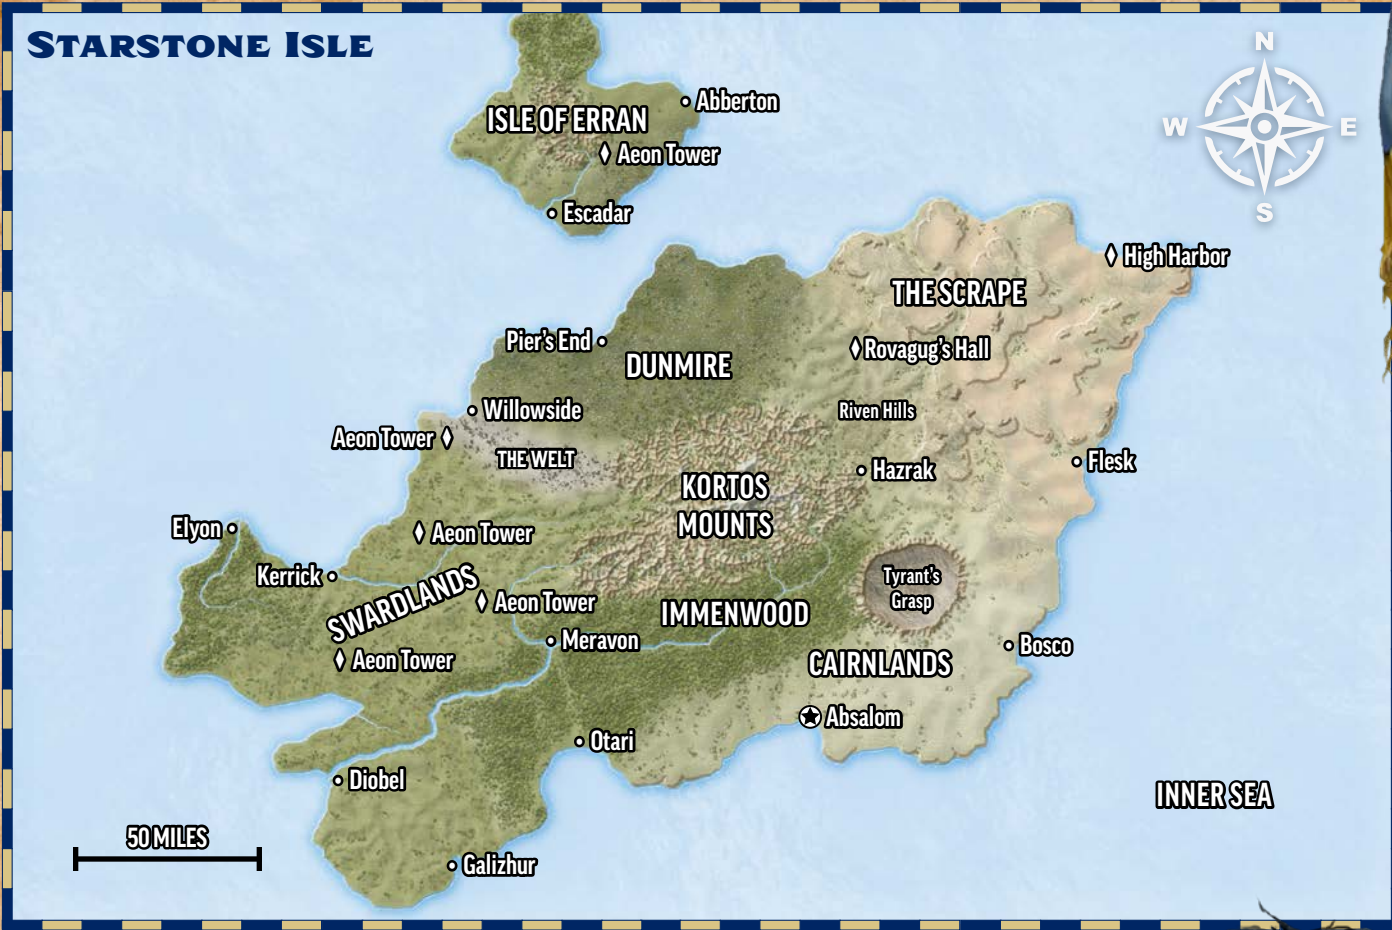 STARSTONE ISLE
N
W
E
S
Abberton
ISLE OF ERRAN
Aeon Tower
Escadar
High Harbor
THE SCRAPE
Pier's End
Rovagug's Hall
DUNMIRE
Willowside
Riven Hills
Aeon Tower
THE WELT
Flesk
Hazrak
KORTOS
MOUNTS
Elyon
Aeon Tower
Kerrick
Tyrant's
Grasp
SWARDLANDS
Aeon Tower
IMMENWOOD
Meravon
Bosco
Aeon Tower
CAIRNLANDS
Absalom
Otari
Diobel
INNER SEA
50 MILES
Galizhur